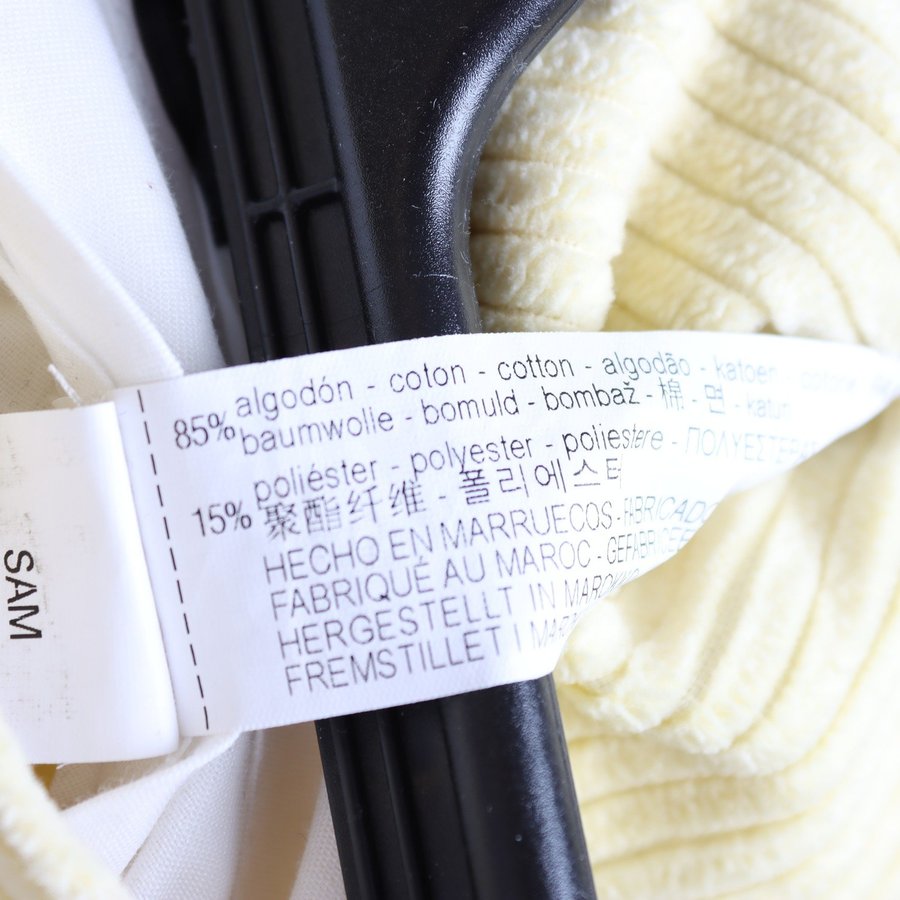 85% algodón - coton - cotton - algodão - katoen
baumwolle - bomuld - bombaž - 棉 - 면 - katun
15% poliéster - polyester - poliestere - ΠΟΛΥΕΣΤΕΡΑΣ
聚酯纤维 - 폴리에스터
HECHO EN MARRUECOS - FABRICADO
FABRIQUÉ AU MAROC -
HERGESTELLT IN MAROKKO
FREMSTILLET I
SAM